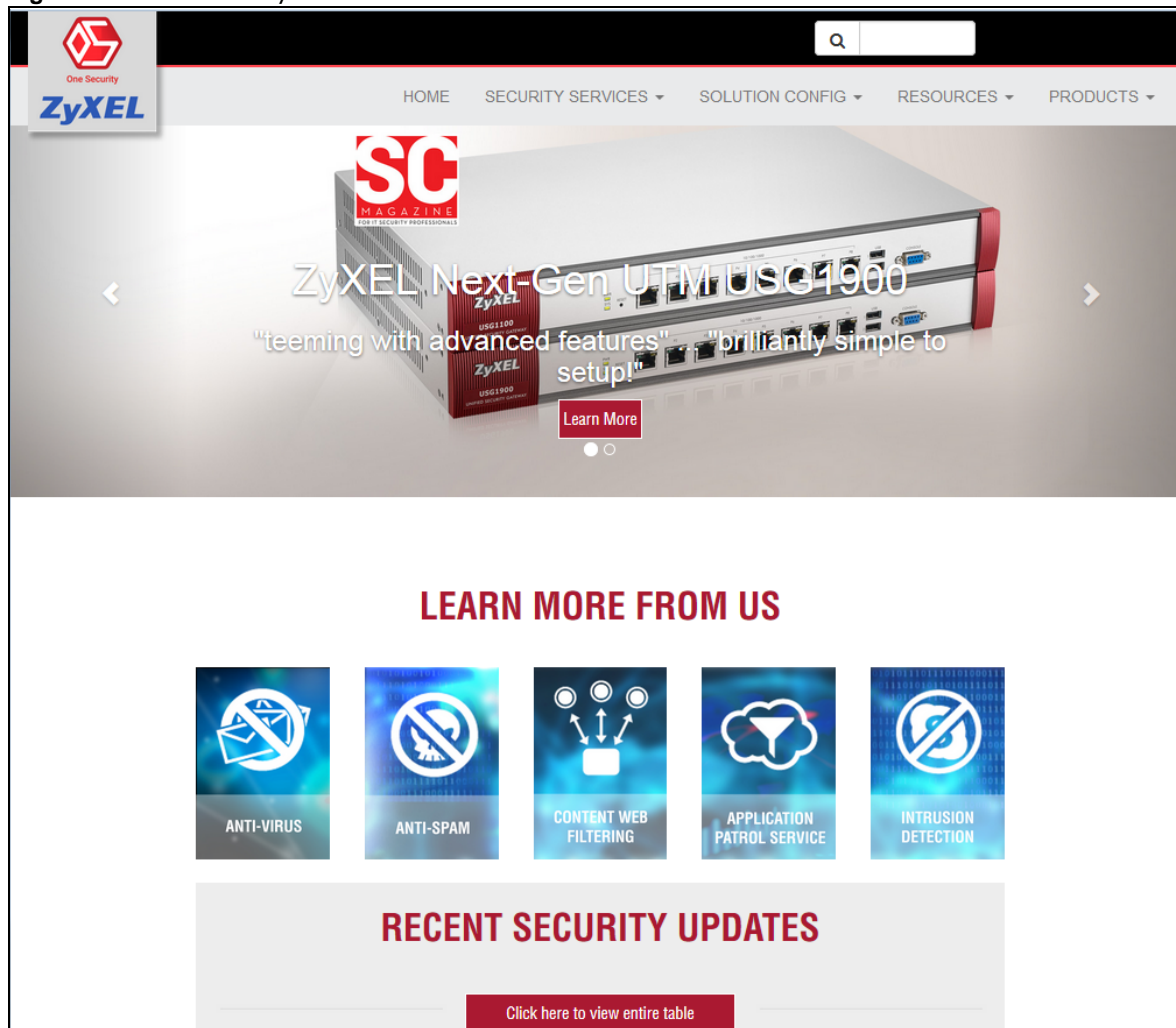 One Security
ZyXEL
HOME
SECURITY SERVICES
SOLUTION CONFIG
RESOURCES
PRODUCTS
SC
MAGAZINE
FOR IT SECURITY PROFESSIONALS
ZyXEL Next-Gen UTM USG1900
ZyXEL
USG1100
"teeming with advanced features"... "brilliantly simple to
setup!"
ZyXEL
USG1900
UNIFIED SECURITY GATEWAY
Learn More
LEARN MORE FROM US
ANTI-VIRUS
ANTI-SPAM
CONTENT WEB
FILTERING
APPLICATION
PATROL SERVICE
INTRUSION
DETECTION
RECENT SECURITY UPDATES
Click here to view entire table